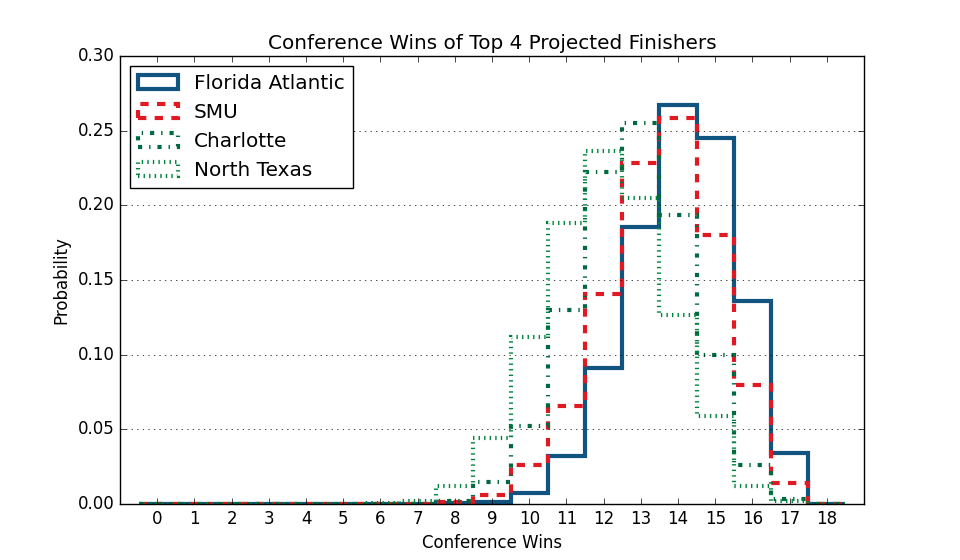 Conference Wins of Top 4 Projected Finishers
0.30
0.25
0.20
0.15
0.10
0.05
0.00
Probability
Florida Atlantic
SMU
Charlotte
North Texas
0 1 2 3 4 5 6 7 8 9 10 11 12 13 14 15 16 17 18
Conference Wins